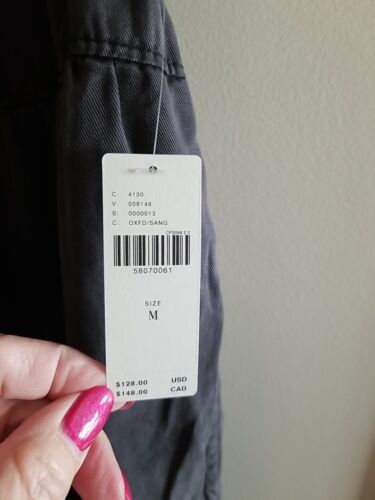 C: 4130
V: 058148
S: 0000013
C: OXFD/SANG
58070061
SIZE
M
$128.00 USD
$148.00 CAD